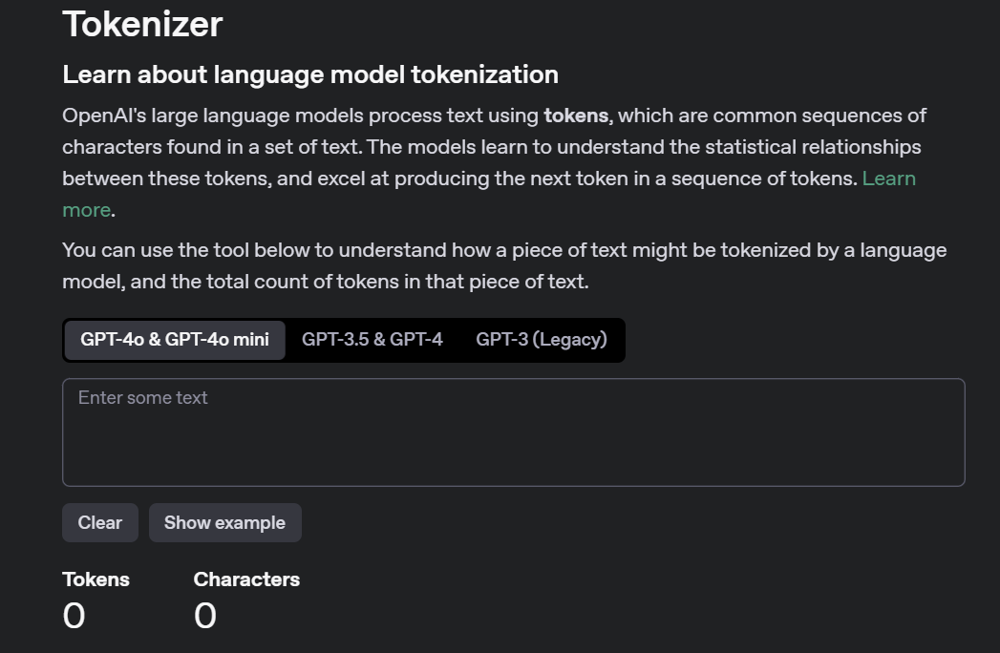 Tokenizer
Learn about language model tokenization
OpenAI's large language models process text using tokens, which are common sequences of
characters found in a set of text. The models learn to understand the statistical relationships
between these tokens, and excel at producing the next token in a sequence of tokens. Learn
more.
You can use the tool below to understand how a piece of text might be tokenized by a language
model, and the total count of tokens in that piece of text.
GPT-4o & GPT-4o mini GPT-3.5 & GPT-4 GPT-3 (Legacy)
Enter some text
Clear Show example
Tokens Characters
0 0